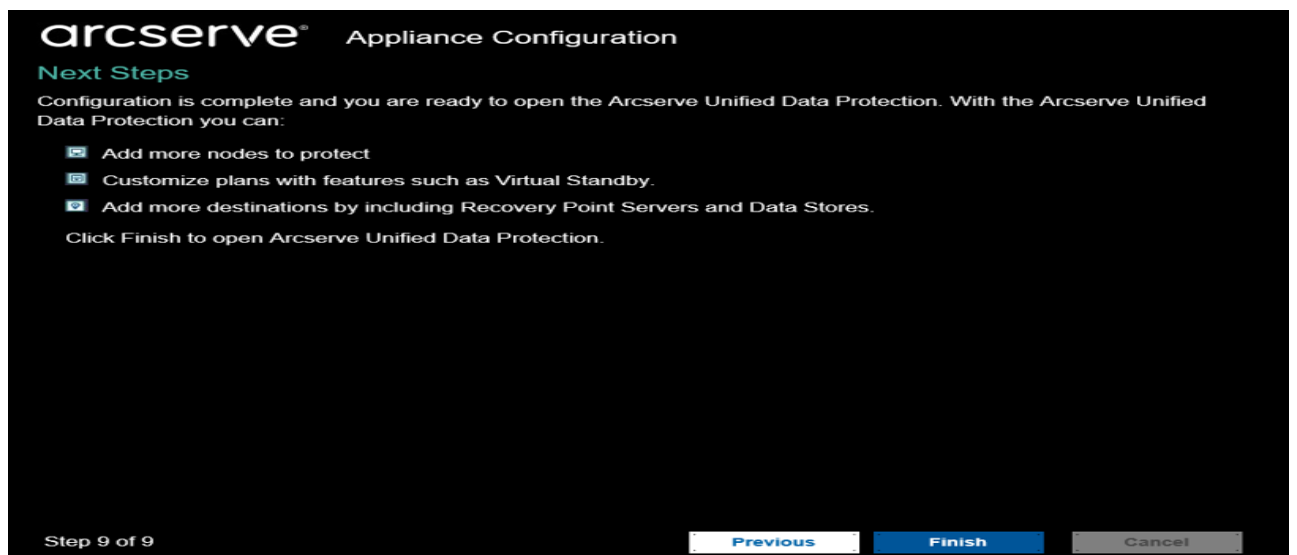 arcserve® Appliance Configuration
Next Steps
Configuration is complete and you are ready to open the Arcserve Unified Data Protection. With the Arcserve Unified
Data Protection you can:
Add more nodes to protect
Customize plans with features such as Virtual Standby.
Add more destinations by including Recovery Point Servers and Data Stores.
Click Finish to open Arcserve Unified Data Protection.
Step 9 of 9 Previous Finish Cancel